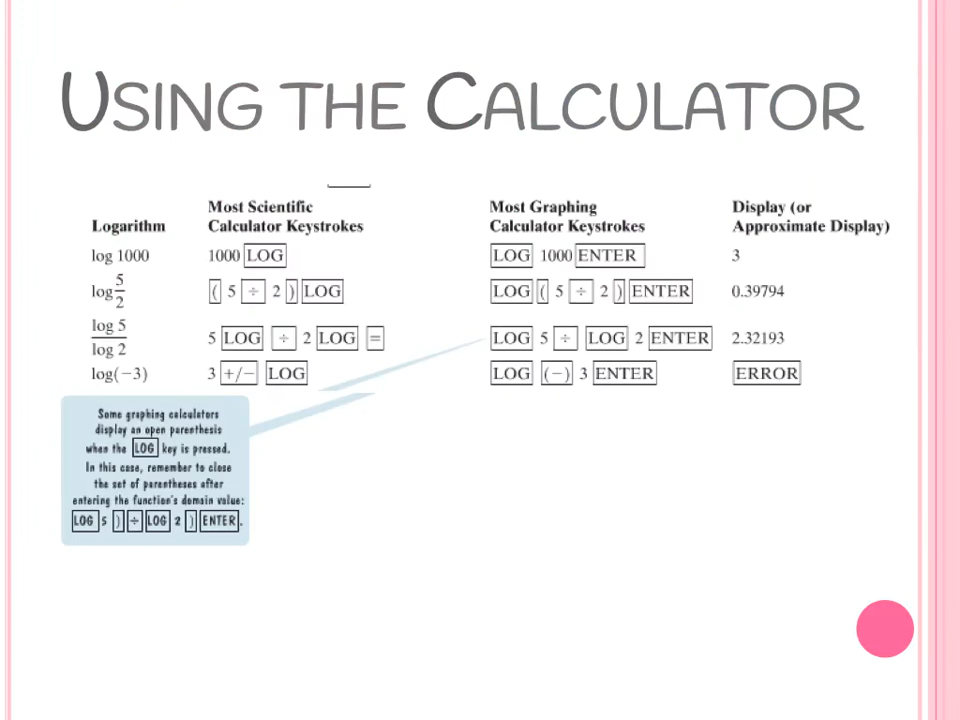 USING THE CALCULATOR
Most Scientific Most Graphing Display (or
Logarithm Calculator Keystrokes Calculator Keystrokes Approximate Display)
log 1000 1000 LOG LOG 1000 ENTER 3
log 5/2 ( 5 ÷ 2 ) LOG LOG ( 5 ÷ 2 ) ENTER 0.39794
log 5 / log 2 5 LOG ÷ 2 LOG = LOG 5 ÷ LOG 2 ENTER 2.32193
log(−3) 3 +/− LOG LOG (−) 3 ENTER ERROR
Some graphing calculators
display an open parenthesis
when the LOG key is pressed.
In this case, remember to close
the set of parentheses after
entering the function's domain value:
LOG 5 ) ÷ LOG 2 ) ENTER.